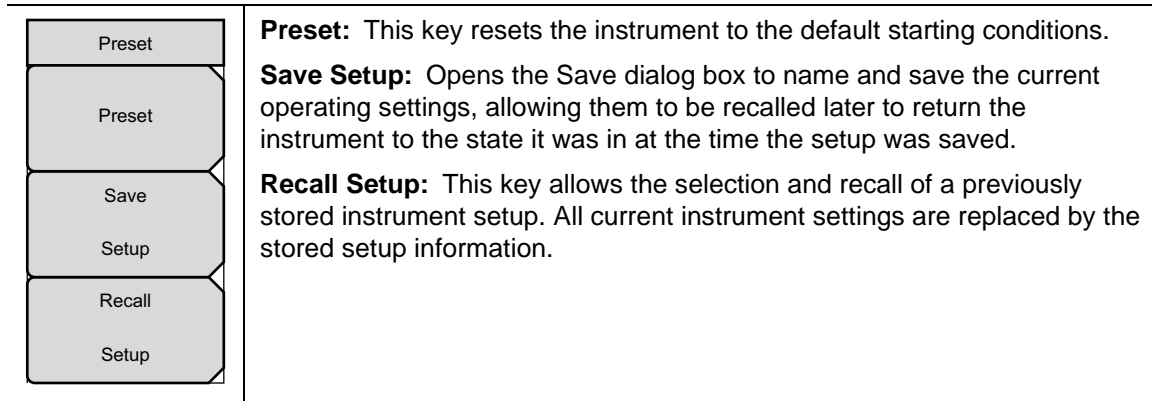 Preset
Preset
Save
Setup
Recall
Setup
Preset: This key resets the instrument to the default starting conditions.
Save Setup: Opens the Save dialog box to name and save the current
operating settings, allowing them to be recalled later to return the
instrument to the state it was in at the time the setup was saved.
Recall Setup: This key allows the selection and recall of a previously
stored instrument setup. All current instrument settings are replaced by the
stored setup information.